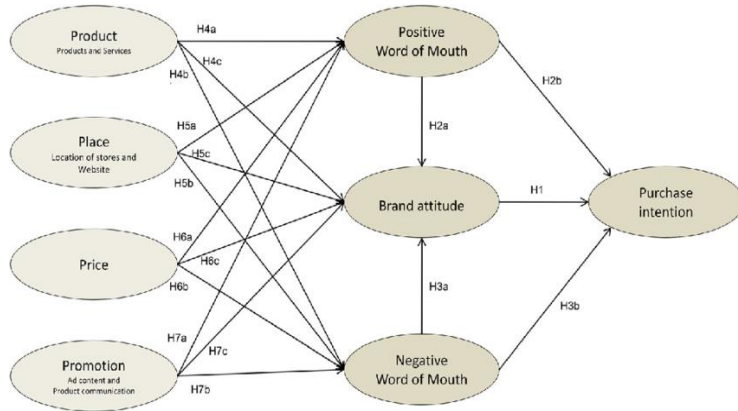 Product
Products and Services
Place
Location of stores and
Website
Price
Promotion
Ad content and
Product communication
H4a
H4c
H4b
H5a
H5c
H5b
H6a
H6c
H6b
H7a
H7c
H7b
Positive
Word of Mouth
H2a
Brand attitude
H3a
Negative
Word of Mouth
H2b
H1
H3b
Purchase
intention